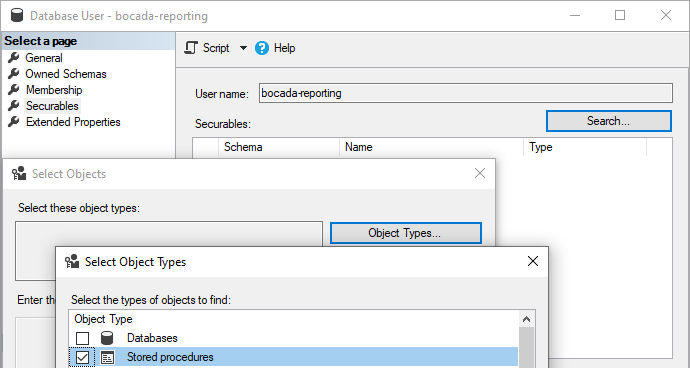 Database User - bocada-reporting
Select a page
General
Owned Schemas
Membership
Securables
Extended Properties
Script
Help
User name:
bocada-reporting
Securables:
Search...
Schema
Name
Type
Select Objects
Select these object types:
Object Types...
Enter the
Select Object Types
Select the types of objects to find:
Object Type
Databases
Stored procedures